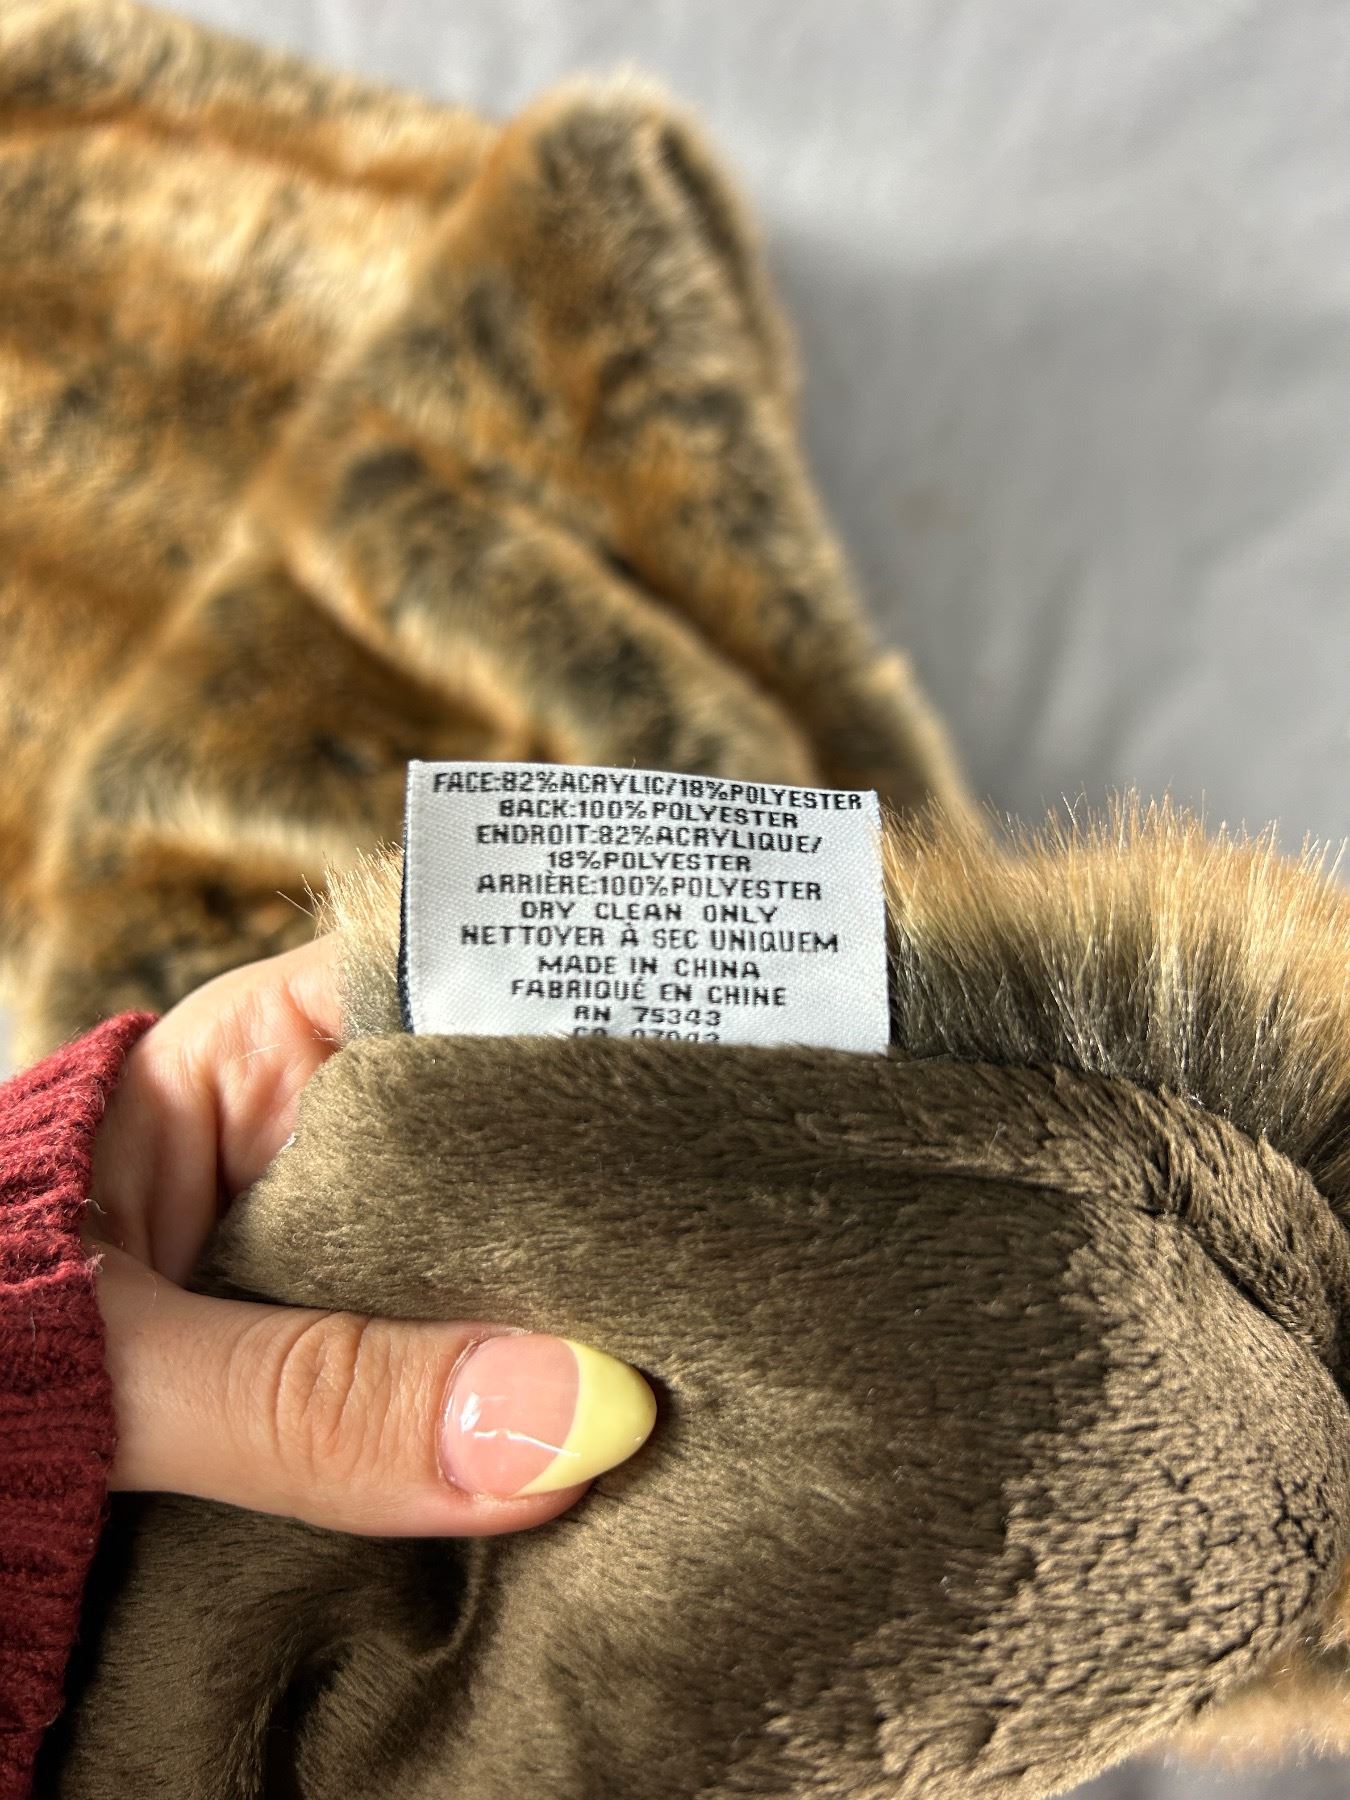 FACE:82%ACRYLIC/18%POLYESTER
BACK:100% POLYESTER
ENDROIT:82%ACRYLIQUE/
18%POLYESTER
ARRIÈRE:100%POLYESTER
DRY CLEAN ONLY
NETTOYER À SEC UNIQUEM
MADE IN CHINA
FABRIQUÉ EN CHINE
RN 75343